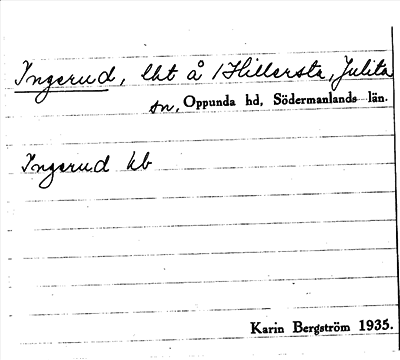 Ingerud, lht å 1 Hillersta, Julita
sn, Oppunda hd, Södermanlands län.
Ingerud kb
Karin Bergström 1935.